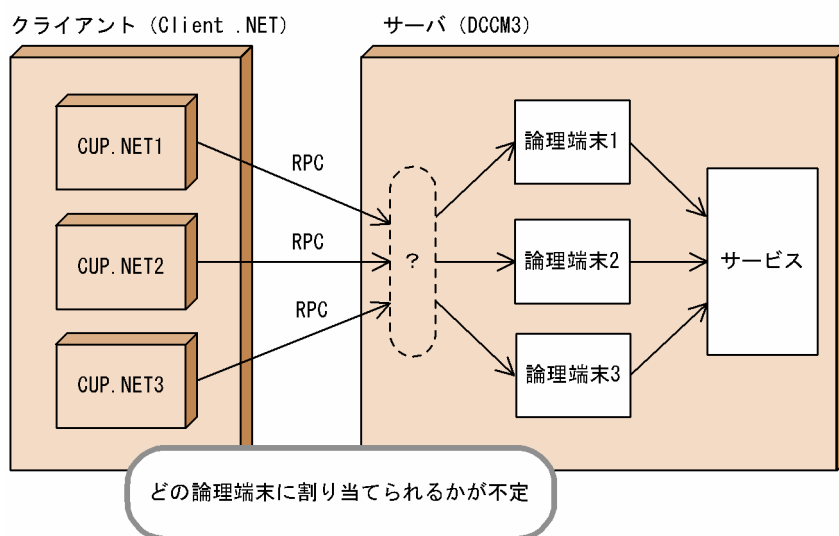 クライアント（Client .NET）
サーバ（DCCM3）
CUP.NET1
CUP.NET2
CUP.NET3
RPC
RPC
RPC
?
論理端末1
論理端末2
論理端末3
サービス
どの論理端末に割り当てられるかが不定